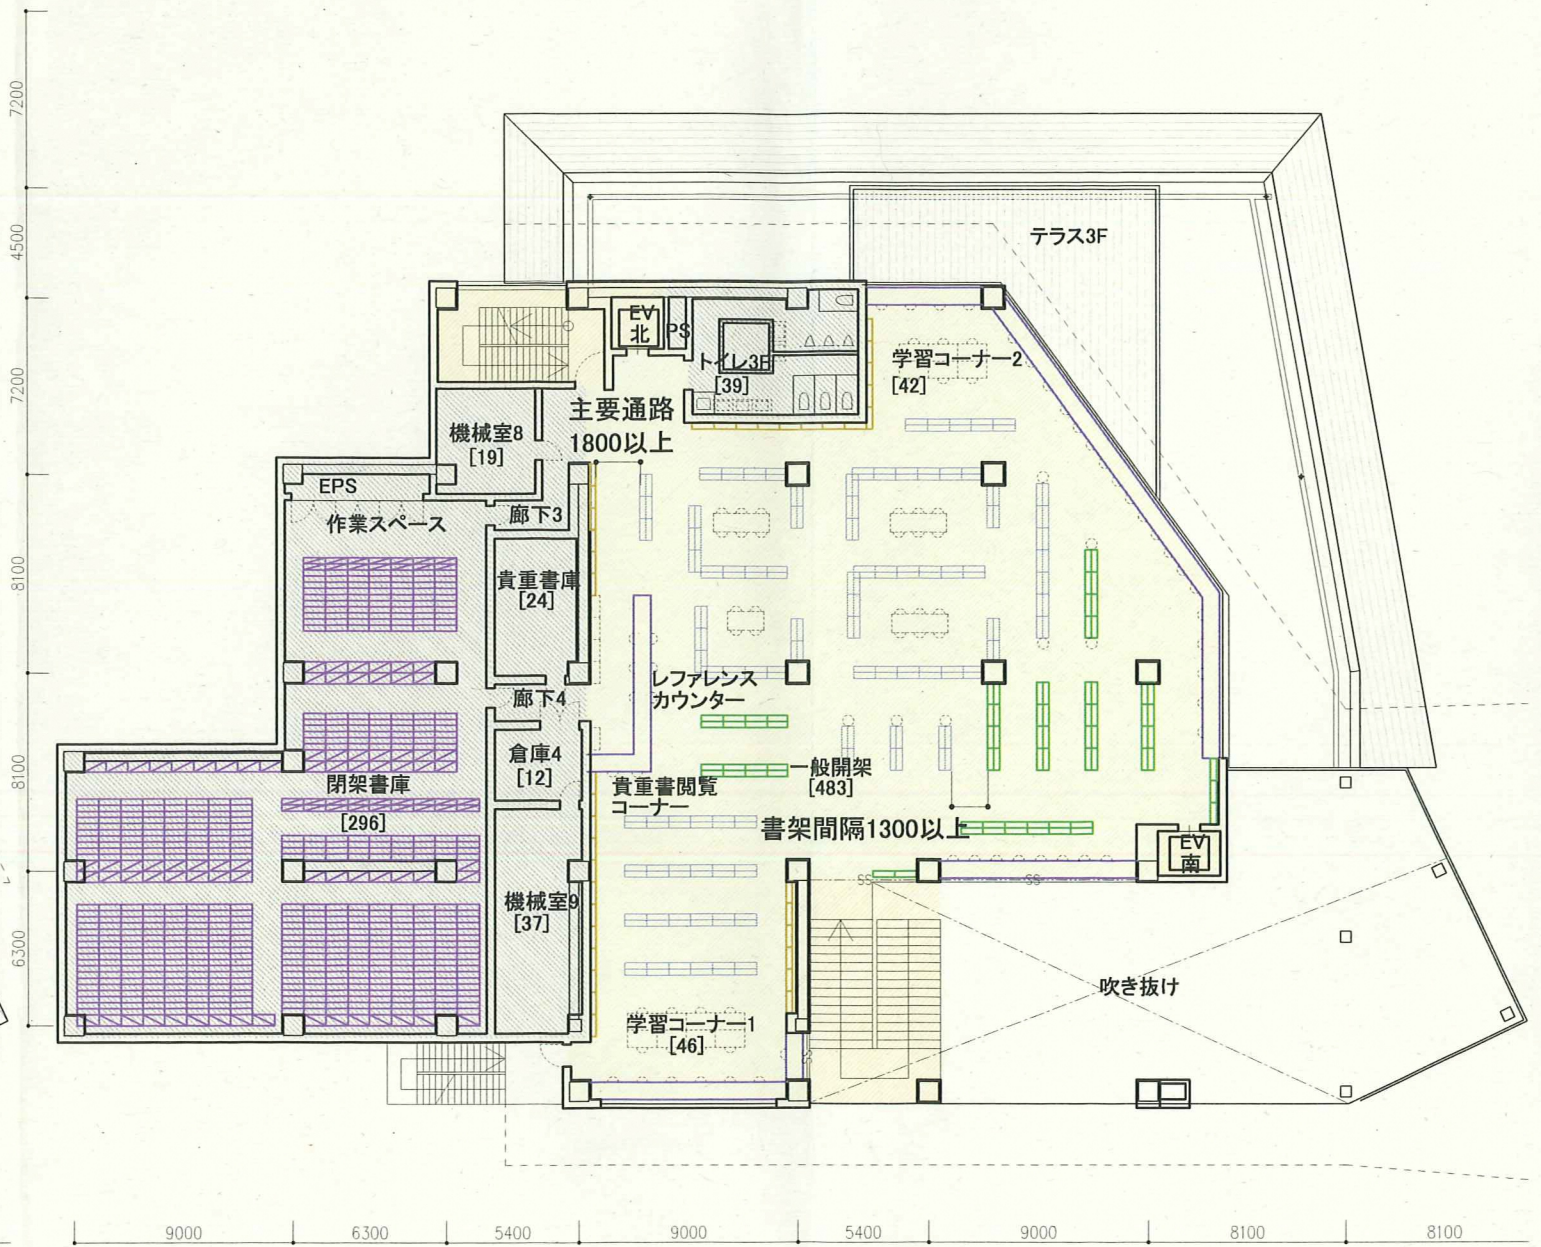 7200
4500
7200
8100
8100
6300
テラス3F
EV
北
PS
トイレ3F
[39]
学習コーナー2
[42]
主要通路
1800以上
機械室8
[19]
EPS
作業スペース
廊下3
貴重書庫
[24]
レファレンス
カウンター
廊下4
倉庫4
[12]
閉架書庫
[296]
貴重書閲覧
コーナー
一般開架
[483]
書架間隔1300以上
EV
南
SS
SS
機械室9
[37]
吹き抜け
学習コーナー1
[46]
9000
6300
5400
9000
5400
9000
8100
8100